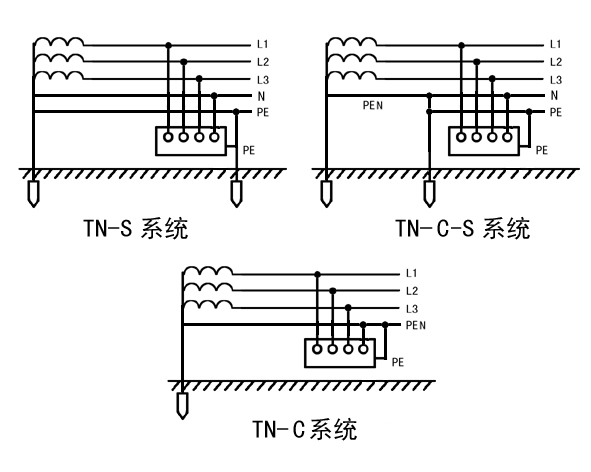 L1
L2
L3
N
PE
PE
TN-S 系统
L1
L2
L3
N
PEN
PE
PE
TN-C-S 系统
L1
L2
L3
PEN
PE
TN-C 系统